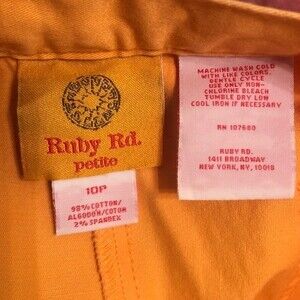 Ruby Rd.
petite
10P
98% COTTON/
ALGODON/COTON
2% SPANDEX
MACHINE WASH COLD
WITH LIKE COLORS,
GENTLE CYCLE
USE ONLY NON-
CHLORINE BLEACH
TUMBLE DRY LOW
COOL IRON IF NECESSARY
RN 107680
RUBY RD.
1411 BROADWAY
NEW YORK, NY, 10018